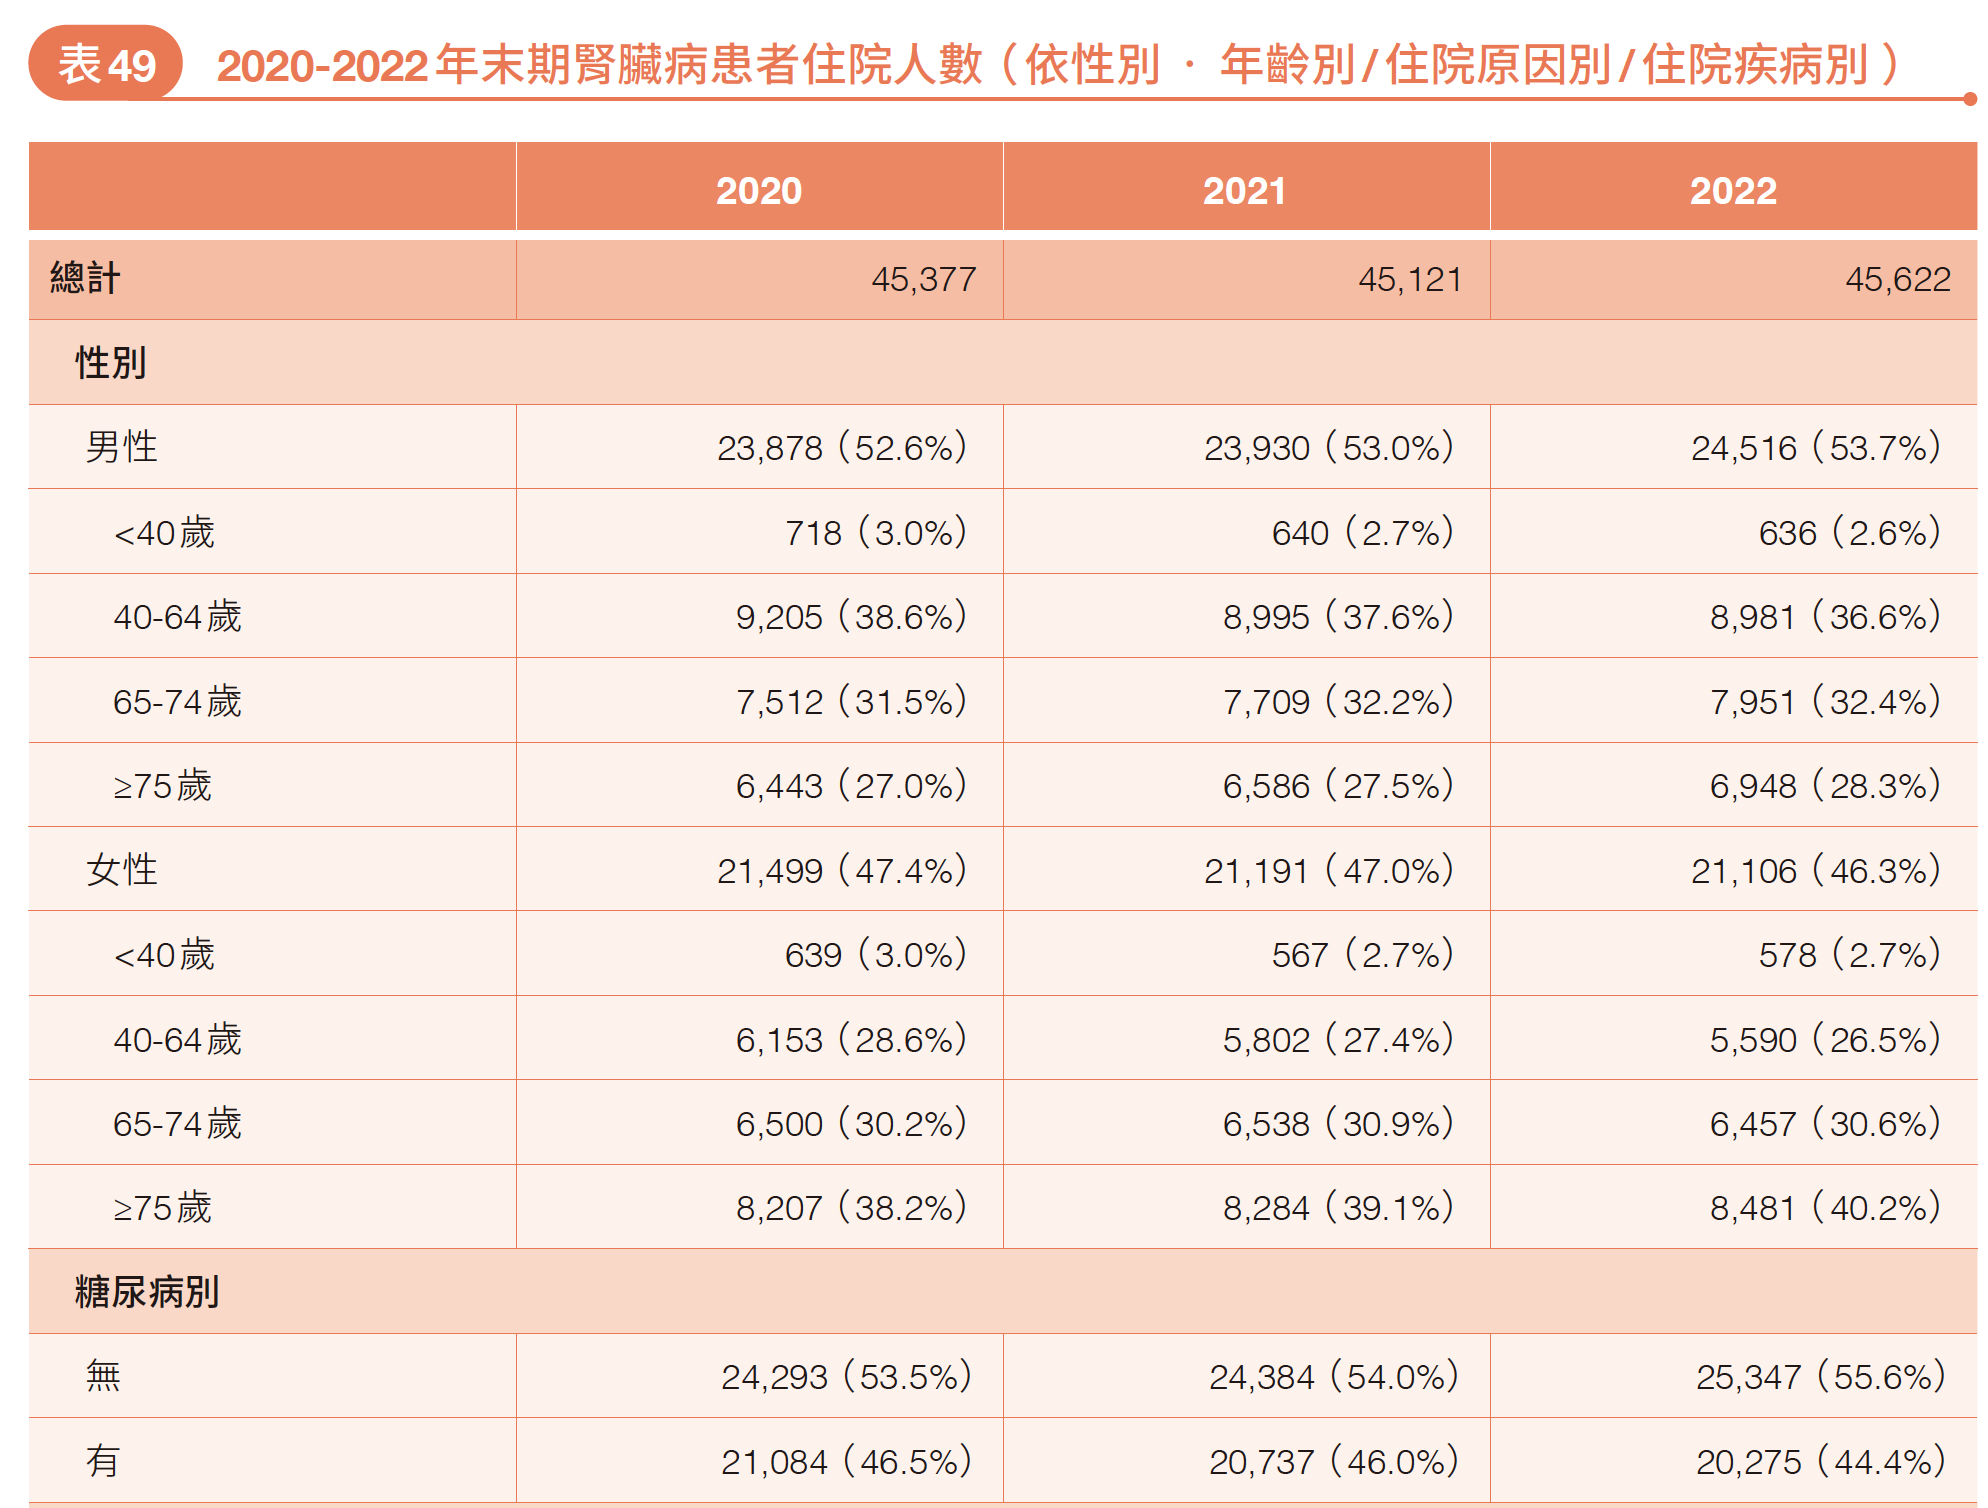 表49 2020-2022年末期腎臟病患者住院人數（依性別‧年齡別/住院原因別/住院疾病別）
2020 2021 2022
總計 45,377 45,121 45,622
性別
男性 23,878（52.6%） 23,930（53.0%） 24,516（53.7%）
<40歲 718（3.0%） 640（2.7%） 636（2.6%）
40-64歲 9,205（38.6%） 8,995（37.6%） 8,981（36.6%）
65-74歲 7,512（31.5%） 7,709（32.2%） 7,951（32.4%）
≥75歲 6,443（27.0%） 6,586（27.5%） 6,948（28.3%）
女性 21,499（47.4%） 21,191（47.0%） 21,106（46.3%）
<40歲 639（3.0%） 567（2.7%） 578（2.7%）
40-64歲 6,153（28.6%） 5,802（27.4%） 5,590（26.5%）
65-74歲 6,500（30.2%） 6,538（30.9%） 6,457（30.6%）
≥75歲 8,207（38.2%） 8,284（39.1%） 8,481（40.2%）
糖尿病別
無 24,293（53.5%） 24,384（54.0%） 25,347（55.6%）
有 21,084（46.5%） 20,737（46.0%） 20,275（44.4%）